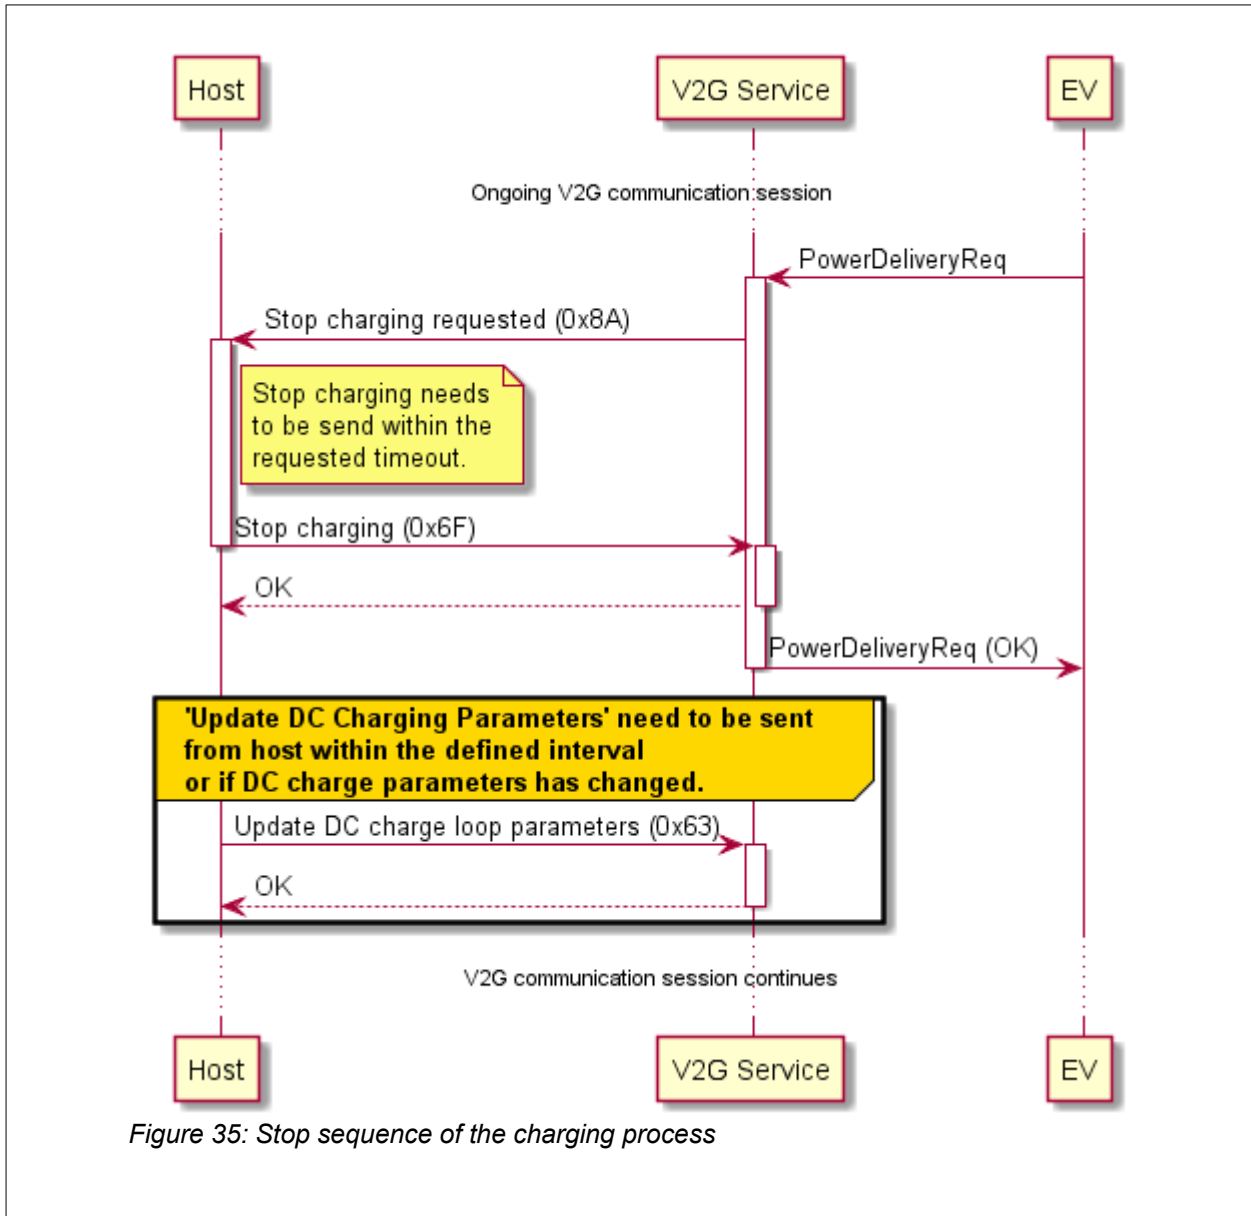 Host
V2G Service
EV
Ongoing V2G communication session
PowerDeliveryReq
Stop charging requested (0x8A)
Stop charging needs
to be send within the
requested timeout.
Stop charging (0x6F)
OK
PowerDeliveryReq (OK)
'Update DC Charging Parameters' need to be sent
from host within the defined interval
or if DC charge parameters has changed.
Update DC charge loop parameters (0x63)
OK
V2G communication session continues
Host
V2G Service
EV
Figure 35: Stop sequence of the charging process